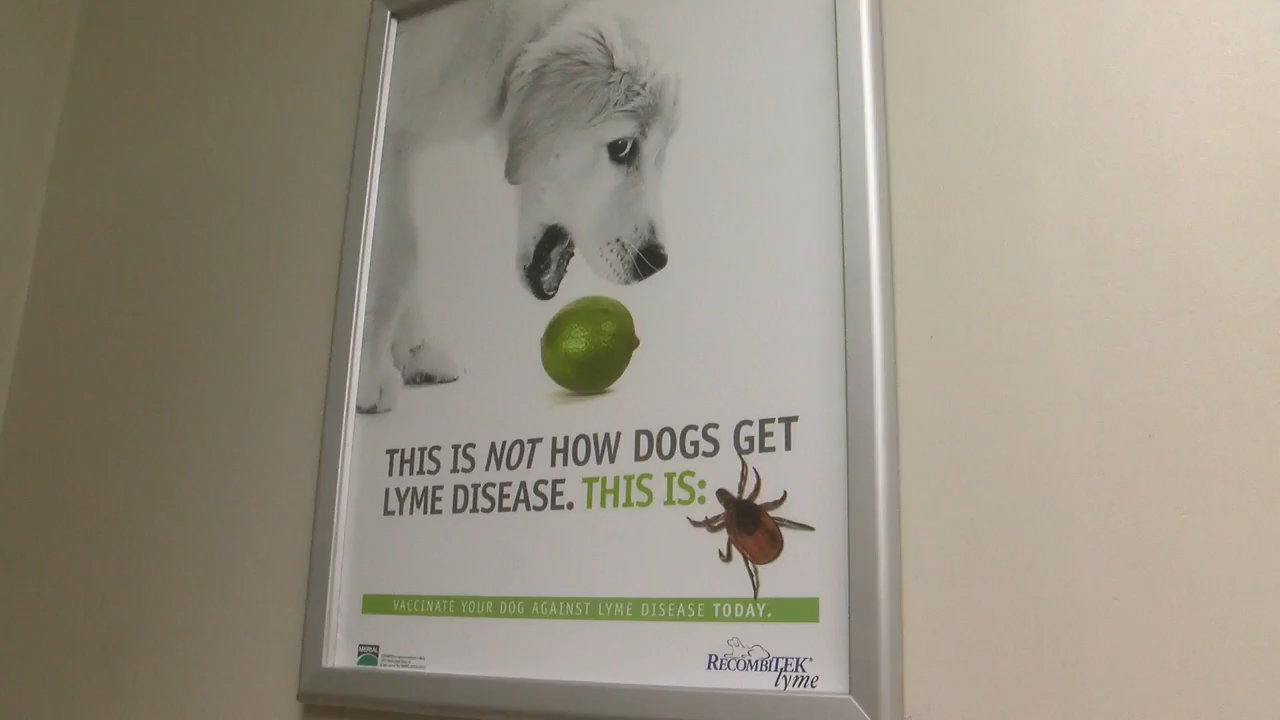 THIS IS NOT HOW DOGS GET
LYME DISEASE. THIS IS:
VACCINATE YOUR DOG AGAINST LYME DISEASE TODAY.
MERIAL
RECOMBITEK®
lyme